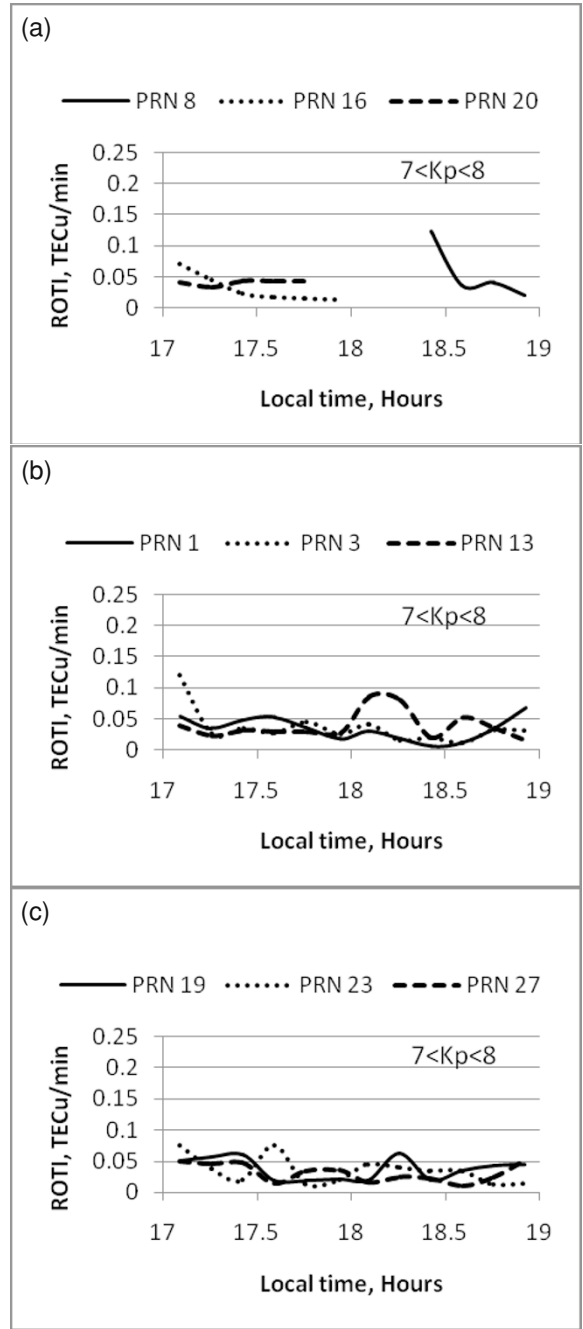 (a)
PRN 8 PRN 16 PRN 20
7<Kp<8
0.25
0.2
0.15
0.1
0.05
0
ROTI, TECu/min
17 17.5 18 18.5 19
Local time, Hours
(b)
PRN 1 PRN 3 PRN 13
7<Kp<8
0.25
0.2
0.15
0.1
0.05
0
ROTI, TECu/min
17 17.5 18 18.5 19
Local time, Hours
(c)
PRN 19 PRN 23 PRN 27
7<Kp<8
0.25
0.2
0.15
0.1
0.05
0
ROTI, TECu/min
17 17.5 18 18.5 19
Local time, Hours